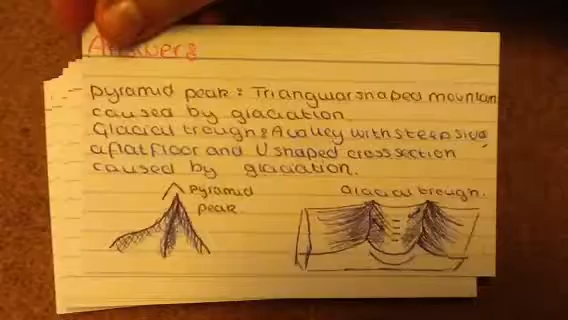 Answers
Pyramid peak: Triangular shaped mountain
caused by glaciation.
Glacial trough: A valley with steep side,
a flat floor and U shaped cross section
caused by glaciation.
Pyramid
peak.
Glacial trough.